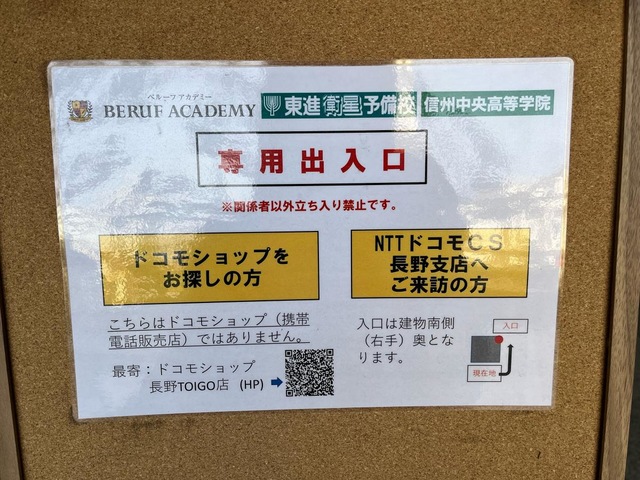 ベルーフ アカデミー
BERUF ACADEMY 東進衛星予備校 信州中央高等学院
専用出入口
※関係者以外立ち入り禁止です。
ドコモショップを
お探しの方
こちらはドコモショップ（携帯
電話販売店）ではありません。
最寄：ドコモショップ
長野TOIGO店 (HP)
NTTドコモＣＳ
長野支店へ
ご来訪の方
入口は建物南側
（右手）奥とな
ります。
入口
現在地